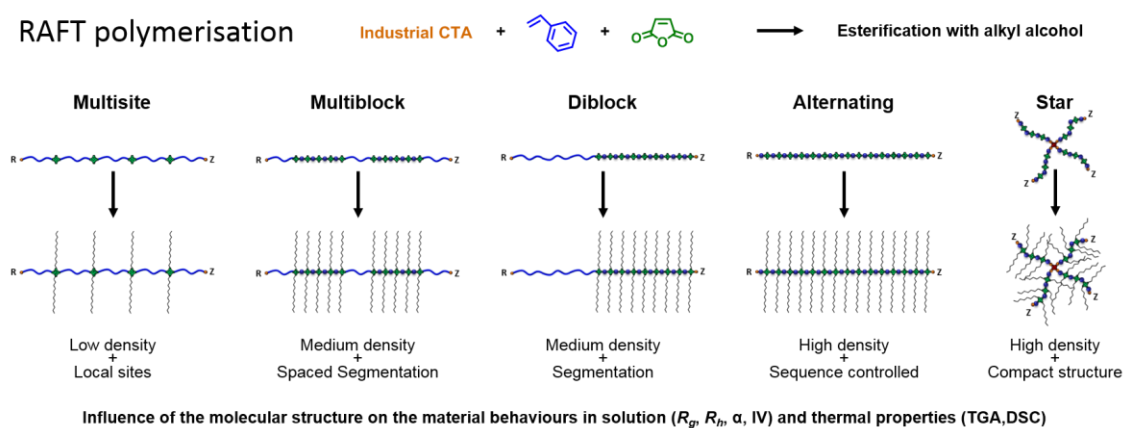 RAFT polymerisation
Industrial CTA + + Esterification with alkyl alcohol
O O O
Multisite Multiblock Diblock Alternating Star
R Z R Z R Z R Z Z Z Z Z
R Z R Z R Z R Z Z Z Z Z
Low density Medium density Medium density High density High density
+ + + + +
Local sites Spaced Segmentation Segmentation Sequence controlled Compact structure
Influence of the molecular structure on the material behaviours in solution (Rg, Rh, α, IV) and thermal properties (TGA,DSC)